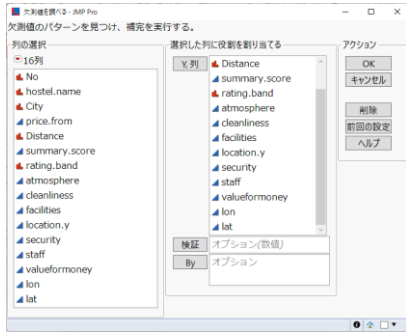 欠測値を調べる - JMP Pro
欠測値のパターンを見つけ、補完を実行する。
列の選択
16列
No
hostel.name
City
price.from
Distance
summary.score
rating.band
atmosphere
cleanliness
facilities
location.y
security
staff
valueformoney
lon
lat
選択した列に役割を割り当てる
Y, 列
Distance
summary.score
rating.band
atmosphere
cleanliness
facilities
location.y
security
staff
valueformoney
lon
lat
検証
オプション(数値)
By
オプション
アクション
OK
キャンセル
削除
前回の設定
ヘルプ
0